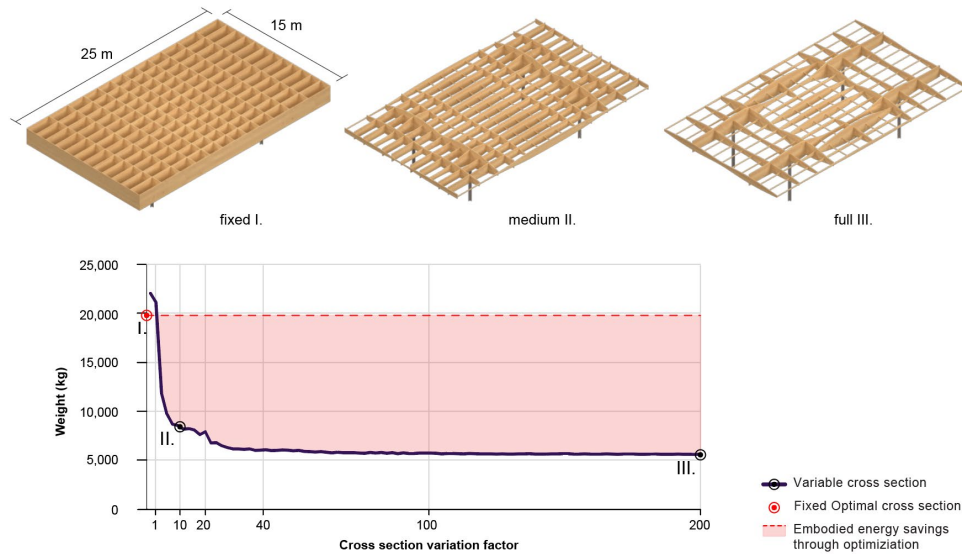 25 m
15 m
fixed I.
medium II.
full III.
25,000
20,000
15,000
10,000
5,000
0
Weight (kg)
I.
II.
III.
1 10 20 40 100 200
Cross section variation factor
Variable cross section
Fixed Optimal cross section
Embodied energy savings
through optimiziation